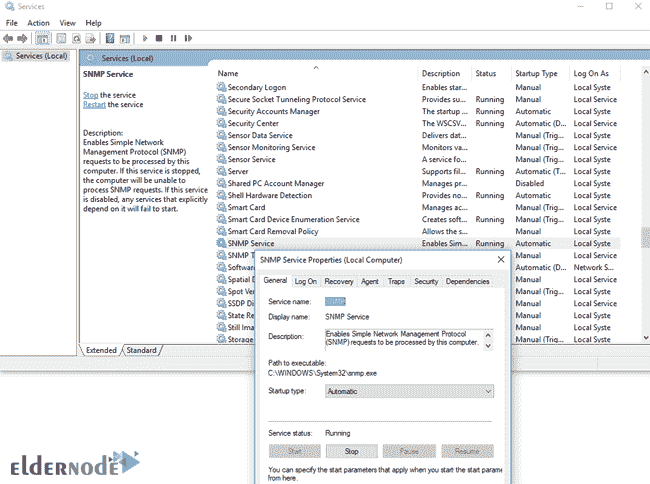 Services
File Action View Help
Services (Local)
Services (Local)
SNMP Service
Stop the service
Restart the service
Description:
Enables Simple Network
Management Protocol (SNMP)
requests to be processed by this
computer. If this service is stopped,
the computer will be unable to
process SNMP requests. If this service
is disabled, any services that explicitly
depend on it will fail to start.
Name Description Status Startup Type Log On As
Secondary Logon Enables star... Manual Local Syste
Secure Socket Tunneling Protocol Service Provides su... Running Manual Local Service
Security Accounts Manager The startup ... Running Automatic Local Syste
Security Center The WSCSV... Running Automatic (D... Local Service
Sensor Data Service Delivers dat... Manual (Trig... Local Syste
Sensor Monitoring Service Monitors va... Manual (Trig... Local Service
Sensor Service A service fo... Manual (Trig... Local Syste
Server Supports fil... Running Automatic (T... Local Syste
Shared PC Account Manager Manages pr... Disabled Local Syste
Shell Hardware Detection Provides no... Running Automatic Local Syste
Smart Card Manages ac... Manual (Trig... Local Service
Smart Card Device Enumeration Service Creates soft... Running Manual (Trig... Local Syste
Smart Card Removal Policy Allows the s... Manual Local Syste
SNMP Service Enables Sim... Running Automatic Local Syste
SNMP T Manual Local Service
Software Automatic (D... Network S...
Spatial D Manual Local Service
Spot Ver Manual (Trig... Local Syste
SSDP Dis Manual Local Service
State Re Manual Local Syste
Still Imag Manual Local Syste
Storage Manual (Trig... Local Syste
Extended Standard
SNMP Service Properties (Local Computer)
General Log On Recovery Agent Traps Security Dependencies
Service name: SNMP
Display name: SNMP Service
Description: Enables Simple Network Management Protocol
(SNMP) requests to be processed by this computer.
Path to executable:
C:\WINDOWS\System32\snmp.exe
Startup type: Automatic
Service status: Running
Start Stop Pause Resume
You can specify the start parameters that apply when you start the service
from here.
eldernode